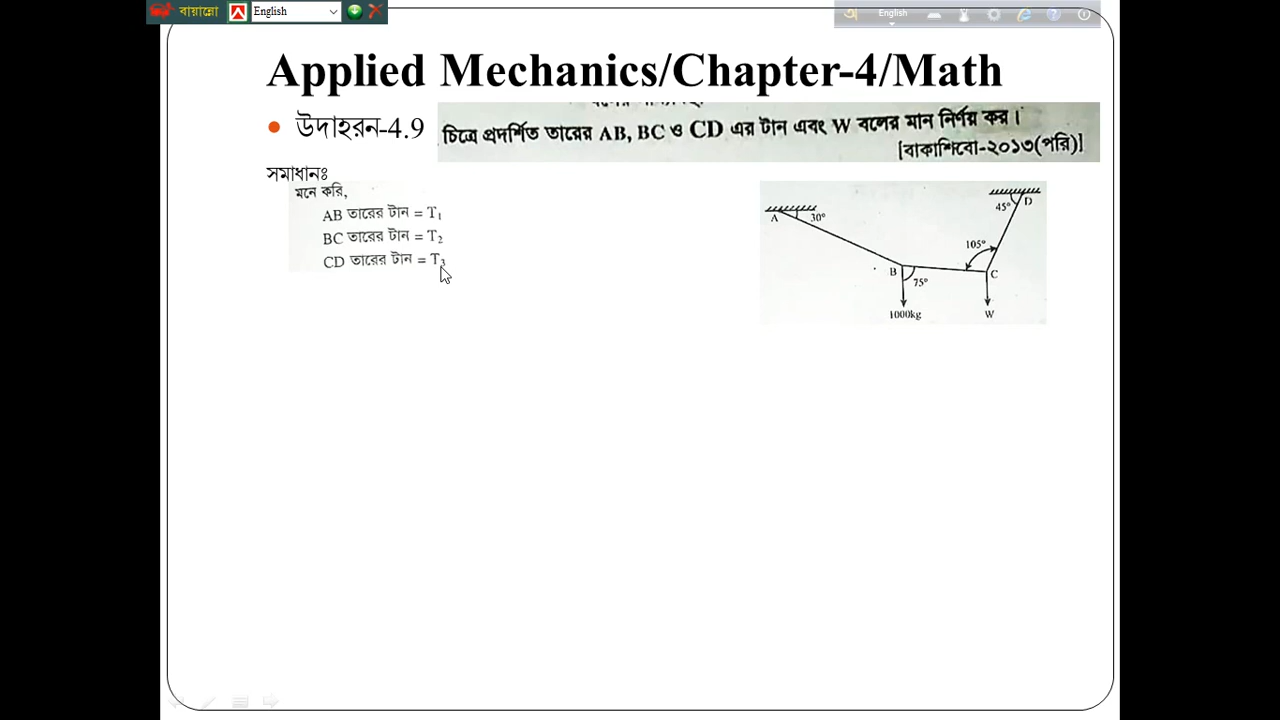 বায়ান্নো English
English
Applied Mechanics/Chapter-4/Math
উদাহরন-4.9
চিত্রে প্রদর্শিত তারের AB, BC ও CD এর টান এবং W বলের মান নির্ণয় কর।
[বাকাশিবো-২০১৩(পরি)]
সমাধানঃ
মনে করি,
AB তারের টান = T₁
BC তারের টান = T₂
CD তারের টান = T₃
A 30° 45° D
105°
B 75° C
1000kg W